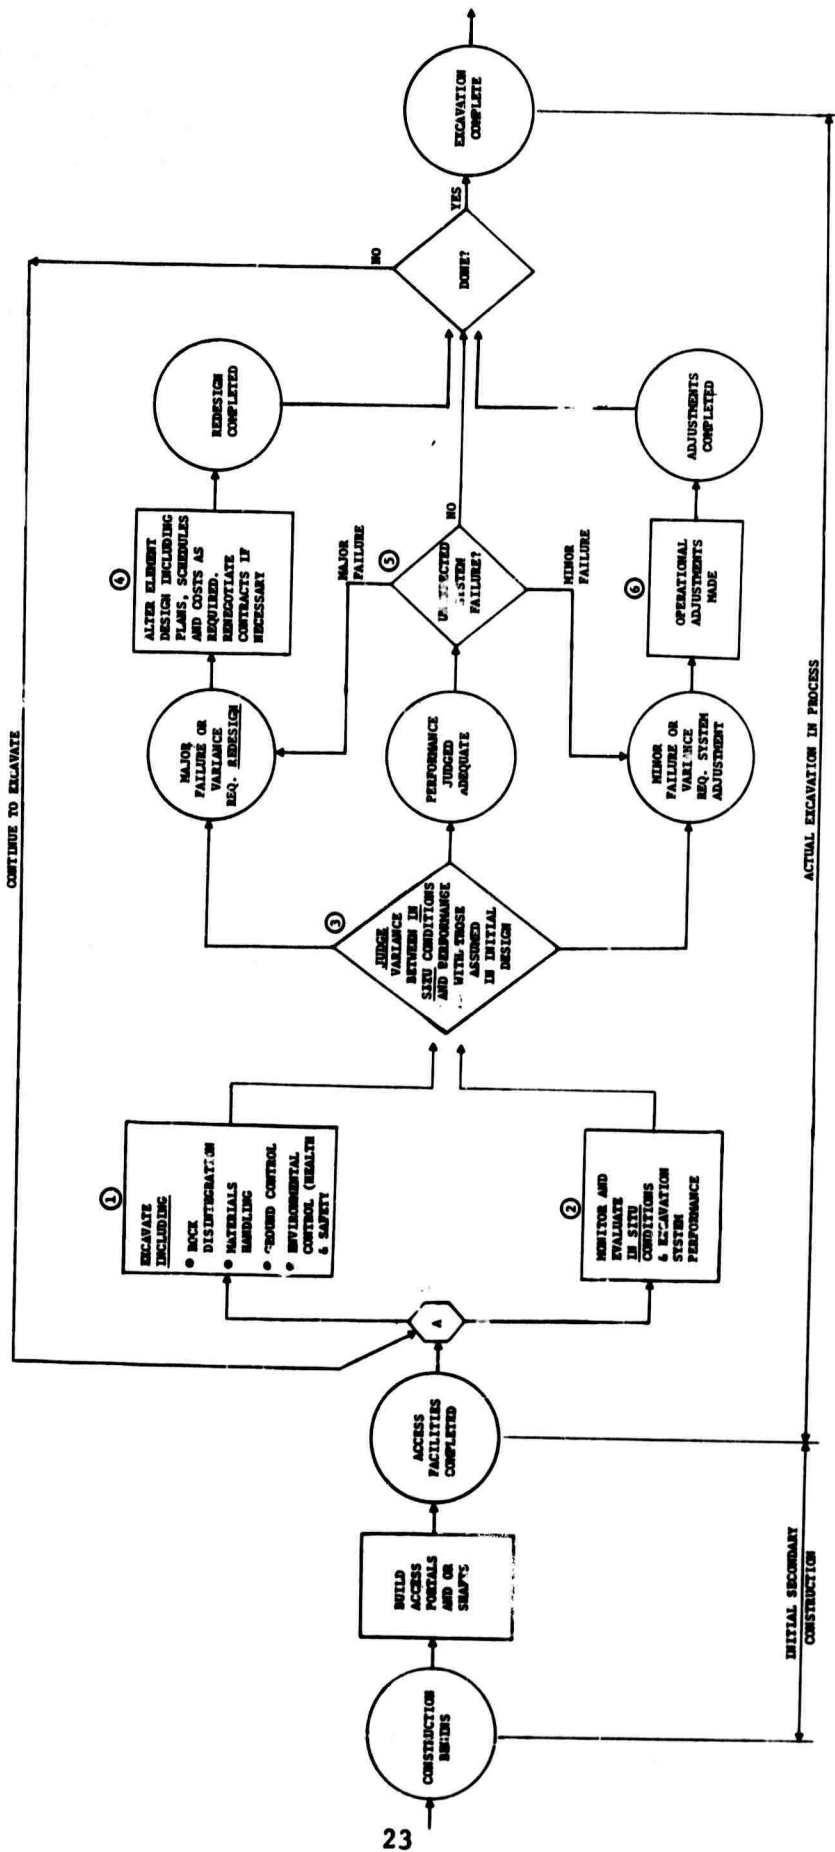 CONTINUE TO EXCAVATE
CONSTRUCTION
BEGINS
BUILD
ACCESS
PORTALS
AND OR
SHAFTS
ACCESS
FACILITIES
COMPLETED
A
1
EXCAVATE
INCLUDING
● ROCK
DISINTEGRATION
● MATERIALS
HANDLING
● GROUND CONTROL
● ENVIRONMENTAL
CONTROL (HEALTH
& SAFETY
2
MONITOR AND
EVALUATE
IN SITU
CONDITIONS
& EXCAVATION
SYSTEM
PERFORMANCE
3
JUDGE
VARIANCE
BETWEEN IN
SITU CONDITIONS
AND PERFORMANCE
WITH THOSE
ASSUMED
IN INITIAL
DESIGN
MAJOR
FAILURE OR
VARIANCE
REQ. REDESIGN
PERFORMANCE
JUDGED
ADEQUATE
MINOR
FAILURE OR
VARIANCE
REQ. SYSTEM
ADJUSTMENT
4
ALTER ELEMENT
DESIGN INCLUDING
PLANS, SCHEDULES
AND COSTS AS
REQUIRED.
RENEGOTIATE
CONTRACTS IF
NECESSARY
MAJOR
FAILURE
5
SYSTEM
FAILURE?
NO
MINOR
FAILURE
6
OPERATIONAL
ADJUSTMENTS
MADE
REDESIGN
COMPLETED
ADJUSTMENTS
COMPLETED
DONE?
NO
YES
EXCAVATION
COMPLETE
INITIAL SECONDARY
CONSTRUCTION
ACTUAL EXCAVATION IN PROCESS
23